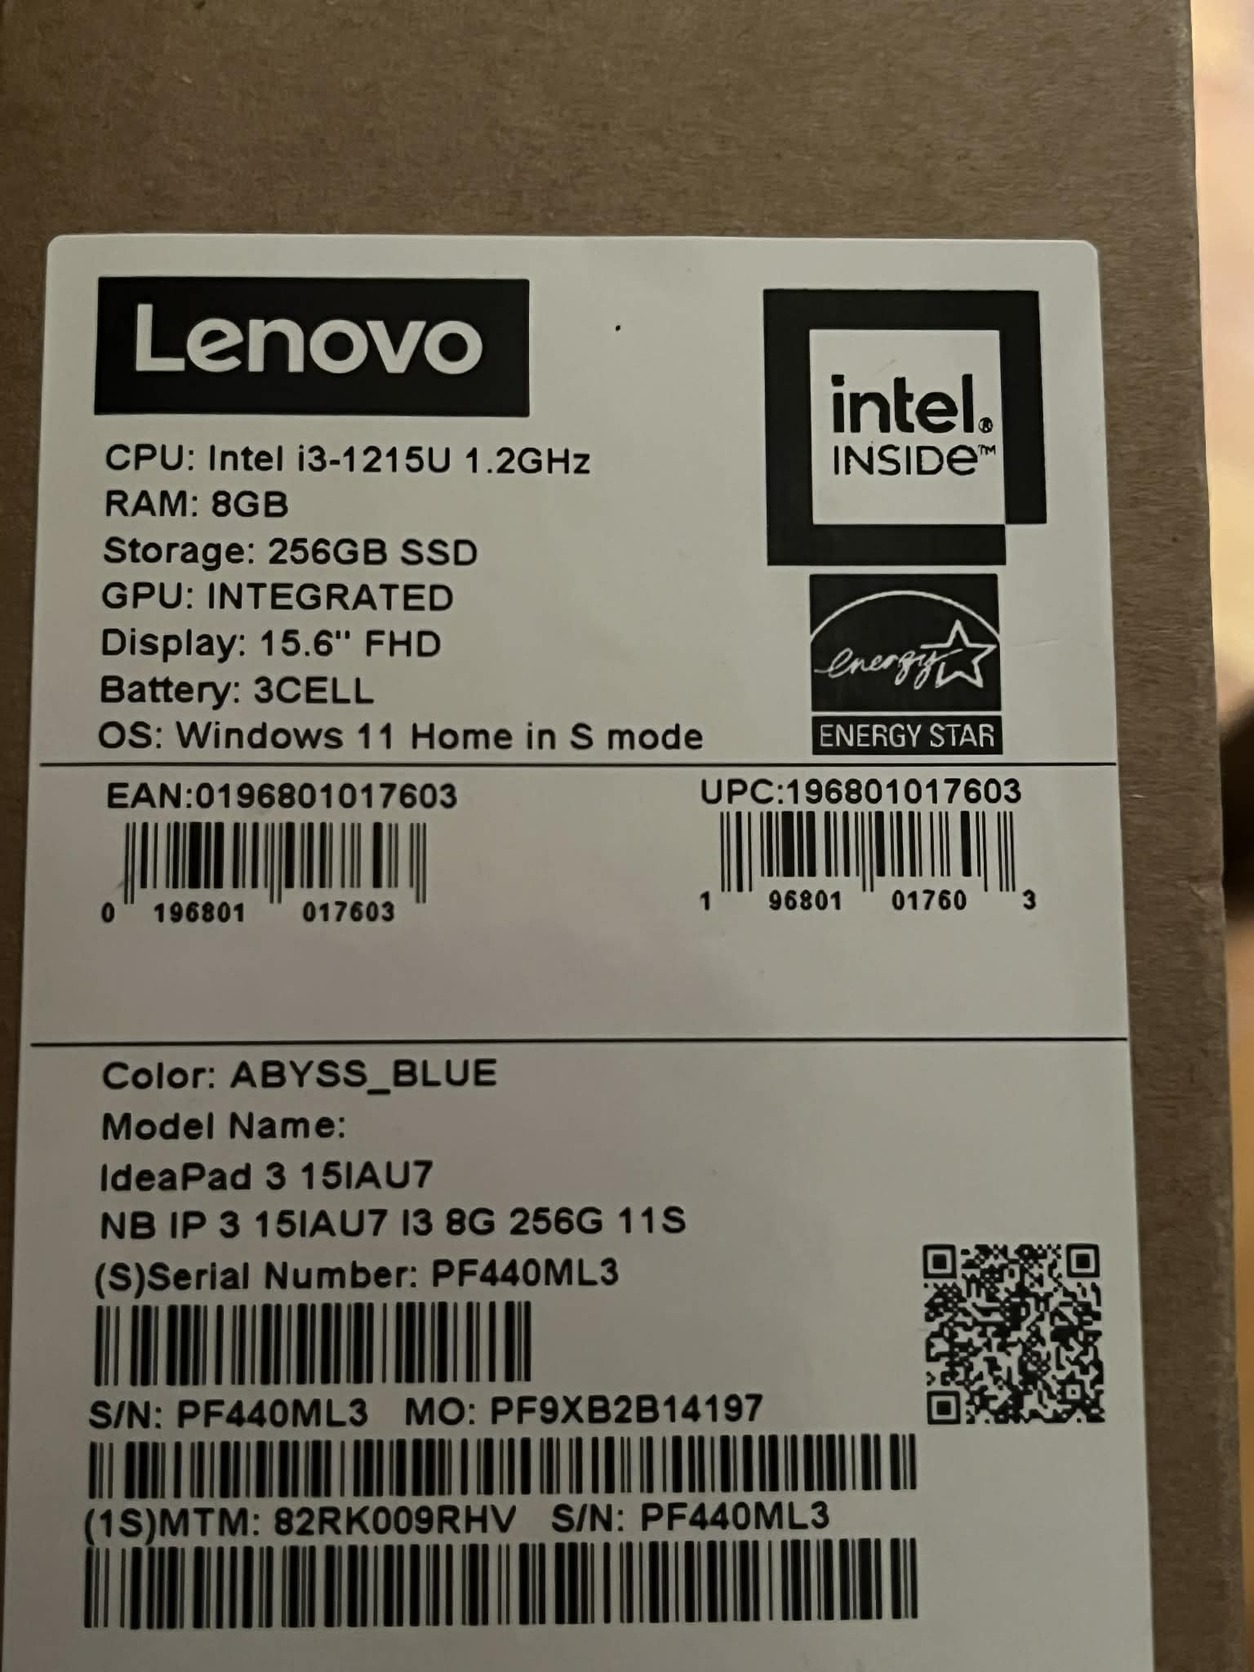 Lenovo
intel.®
INSIDe™
CPU: Intel i3-1215U 1.2GHz
RAM: 8GB
Storage: 256GB SSD
GPU: INTEGRATED
Display: 15.6" FHD
Battery: 3CELL
OS: Windows 11 Home in S mode
energy
ENERGY STAR
EAN:0196801017603
0 196801 017603
UPC:196801017603
1 96801 01760 3
Color: ABYSS_BLUE
Model Name:
IdeaPad 3 15IAU7
NB IP 3 15IAU7 I3 8G 256G 11S
(S)Serial Number: PF440ML3
S/N: PF440ML3 MO: PF9XB2B14197
(1S)MTM: 82RK009RHV S/N: PF440ML3